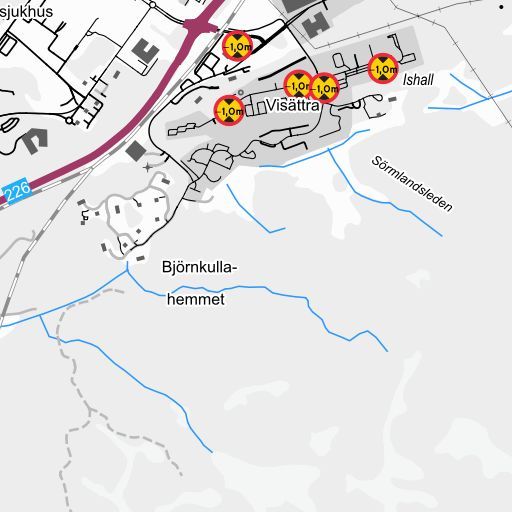 sjukhus
1,0m
1,0m
1,0m
1,0m
1,0m
Ishall
Visättra
Sörmlandsleden
226
Björnkulla-
hemmet